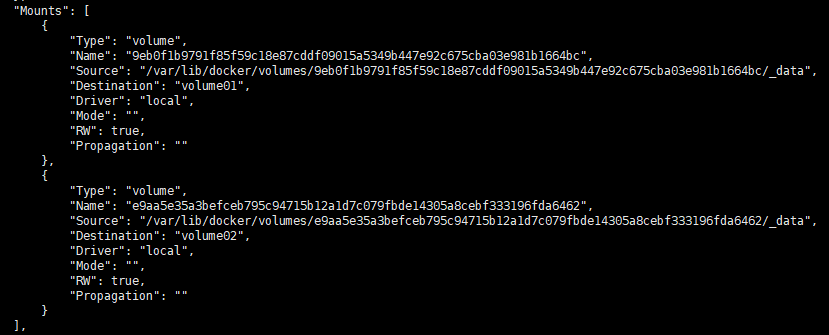 "Mounts": [
{
"Type": "volume",
"Name": "9eb0f1b9791f85f59c18e87cddf09015a5349b447e92c675cba03e981b1664bc",
"Source": "/var/lib/docker/volumes/9eb0f1b9791f85f59c18e87cddf09015a5349b447e92c675cba03e981b1664bc/_data",
"Destination": "volume01",
"Driver": "local",
"Mode": "",
"RW": true,
"Propagation": ""
},
{
"Type": "volume",
"Name": "e9aa5e35a3befceb795c94715b12a1d7c079fbde14305a8cebf333196fda6462",
"Source": "/var/lib/docker/volumes/e9aa5e35a3befceb795c94715b12a1d7c079fbde14305a8cebf333196fda6462/_data",
"Destination": "volume02",
"Driver": "local",
"Mode": "",
"RW": true,
"Propagation": ""
}
],